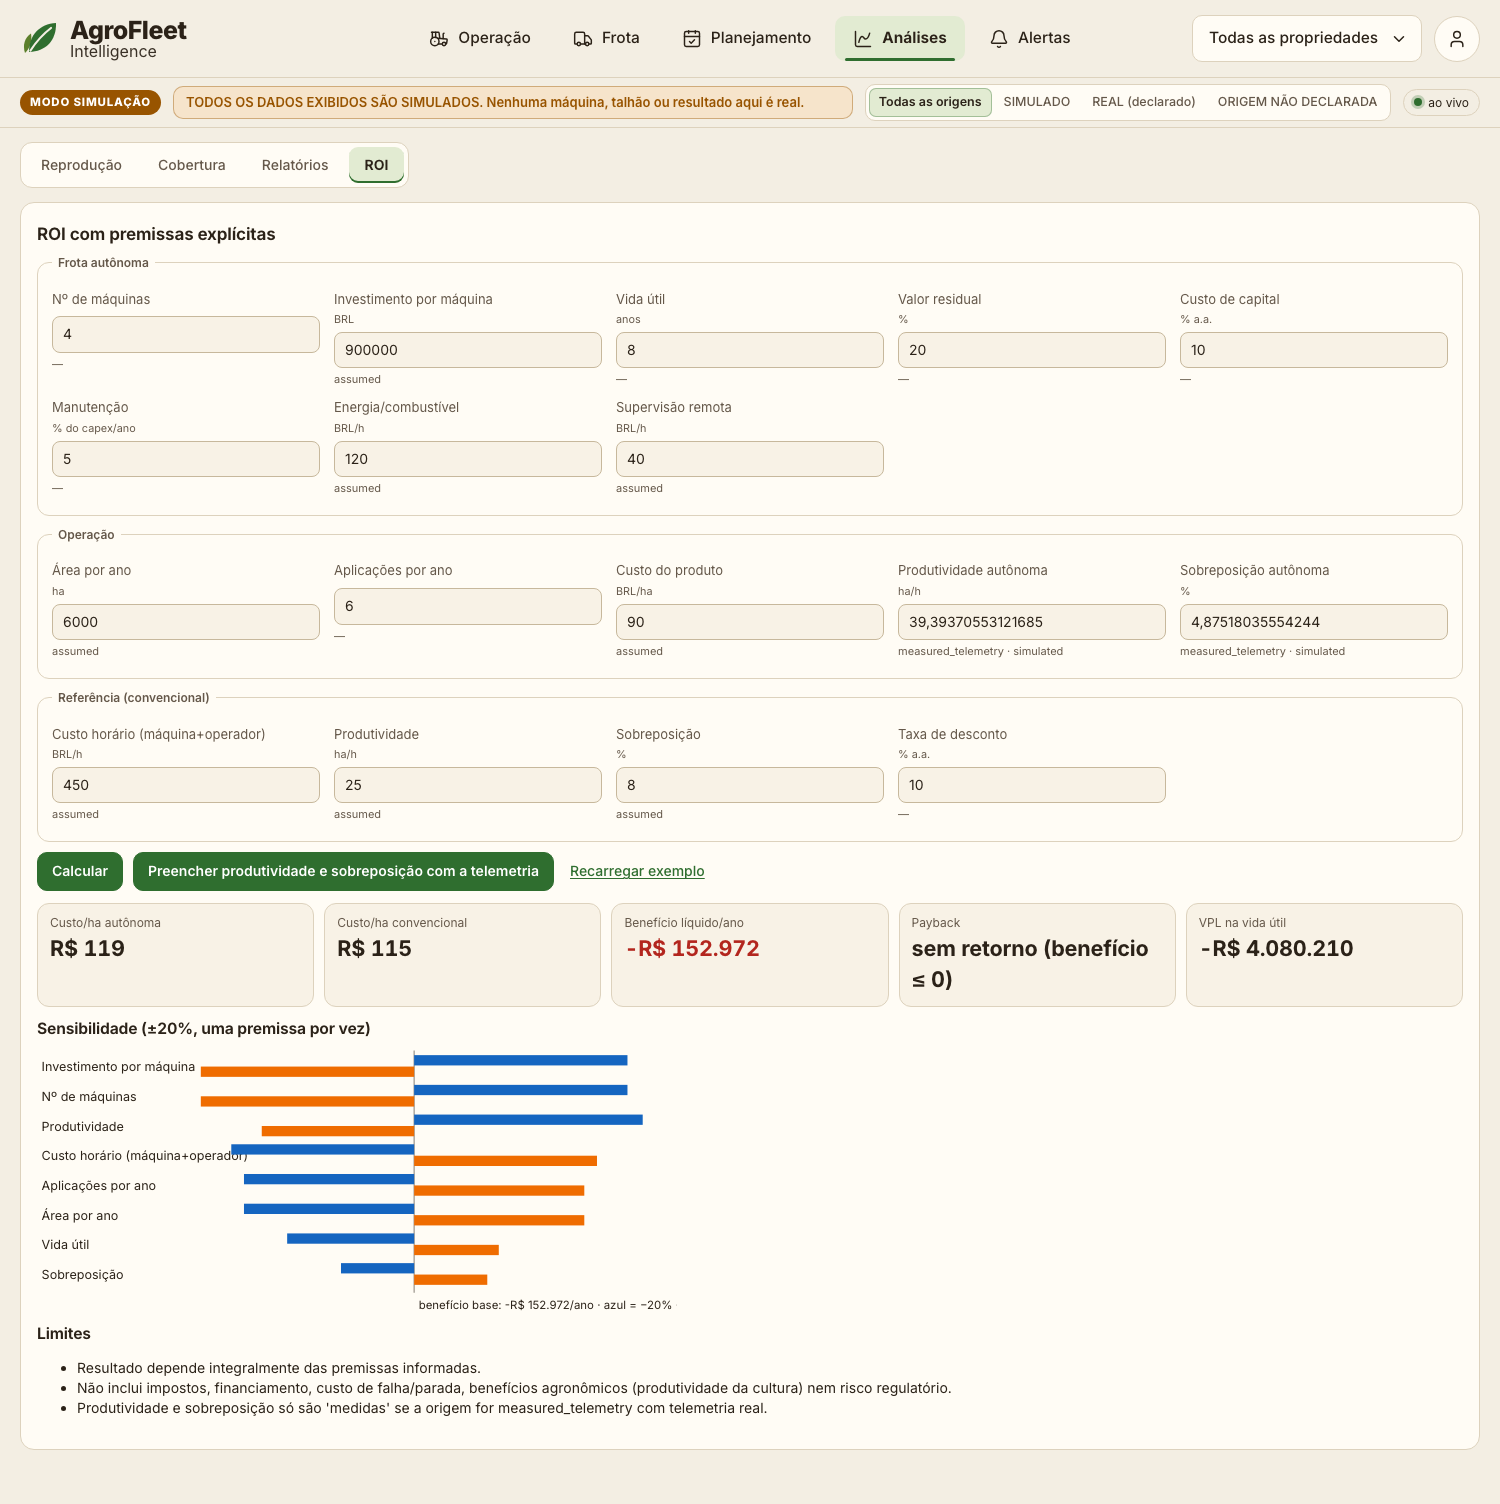 AgroFleet
Intelligence
Operação
Frota
Planejamento
Análises
Alertas
Todas as propriedades
MODO SIMULAÇÃO
TODOS OS DADOS EXIBIDOS SÃO SIMULADOS. Nenhuma máquina, talhão ou resultado aqui é real.
Todas as origens
SIMULADO
REAL (declarado)
ORIGEM NÃO DECLARADA
ao vivo
Reprodução
Cobertura
Relatórios
ROI
ROI com premissas explícitas
Frota autônoma
Nº de máquinas
4
—
Investimento por máquina
BRL
900000
assumed
Vida útil
anos
8
—
Valor residual
%
20
—
Custo de capital
% a.a.
10
—
Manutenção
% do capex/ano
5
—
Energia/combustível
BRL/h
120
assumed
Supervisão remota
BRL/h
40
assumed
Operação
Área por ano
ha
6000
assumed
Aplicações por ano
6
—
Custo do produto
BRL/ha
90
assumed
Produtividade autônoma
ha/h
39,39370553121685
measured_telemetry · simulated
Sobreposição autônoma
%
4,87518035554244
measured_telemetry · simulated
Referência (convencional)
Custo horário (máquina+operador)
BRL/h
450
assumed
Produtividade
ha/h
25
assumed
Sobreposição
%
8
assumed
Taxa de desconto
% a.a.
10
—
Calcular
Preencher produtividade e sobreposição com a telemetria
Recarregar exemplo
Custo/ha autônoma
R$ 119
Custo/ha convencional
R$ 115
Benefício líquido/ano
-R$ 152.972
Payback
sem retorno (benefício
≤ 0)
VPL na vida útil
-R$ 4.080.210
Sensibilidade (±20%, uma premissa por vez)
Investimento por máquina
Nº de máquinas
Produtividade
Custo horário (máquina+operador)
Aplicações por ano
Área por ano
Vida útil
Sobreposição
benefício base: -R$ 152.972/ano · azul = −20% ·
Limites
• Resultado depende integralmente das premissas informadas.
• Não inclui impostos, financiamento, custo de falha/parada, benefícios agronômicos (produtividade da cultura) nem risco regulatório.
• Produtividade e sobreposição só são 'medidas' se a origem for measured_telemetry com telemetria real.